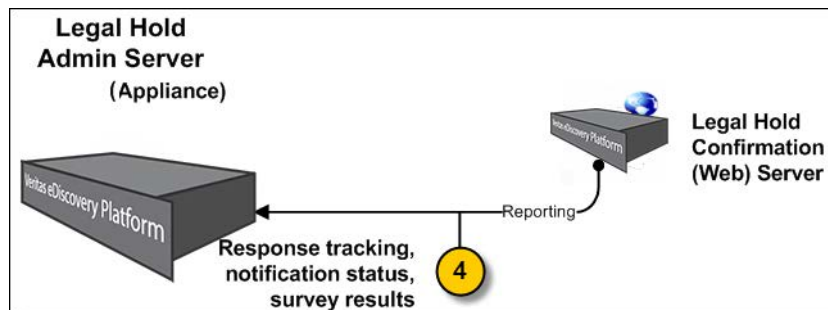 Legal Hold
Admin Server
(Appliance)
Veritas eDiscovery Platform
Veritas eDiscovery Platform
Legal Hold
Confirmation
(Web) Server
Reporting
Response tracking,
notification status,
survey results
4